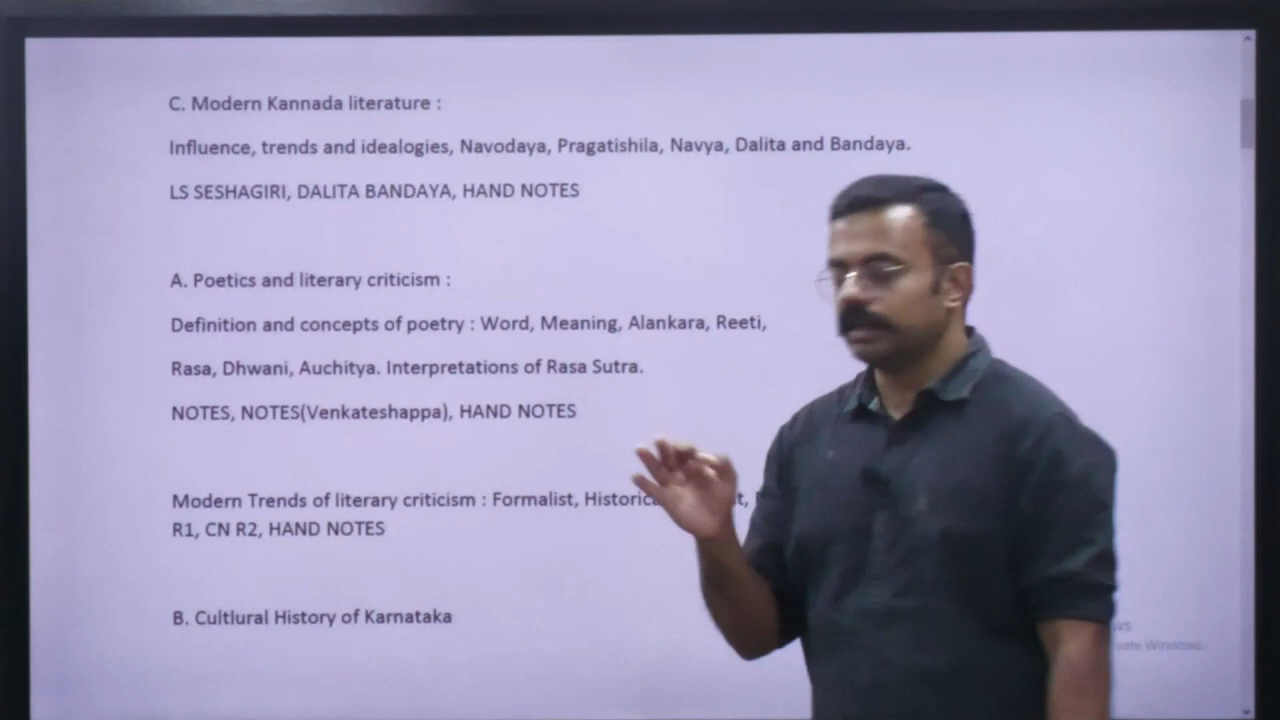 C. Modern Kannada literature :
Influence, trends and idealogies, Navodaya, Pragatishila, Navya, Dalita and Bandaya.
LS SESHAGIRI, DALITA BANDAYA, HAND NOTES
A. Poetics and literary criticism :
Definition and concepts of poetry : Word, Meaning, Alankara, Reeti,
Rasa, Dhwani, Auchitya. Interpretations of Rasa Sutra.
NOTES, NOTES(Venkateshappa), HAND NOTES
Modern Trends of literary criticism : Formalist,
R1, CN R2, HAND NOTES
B. Cultlural History of Karnataka
Windows.